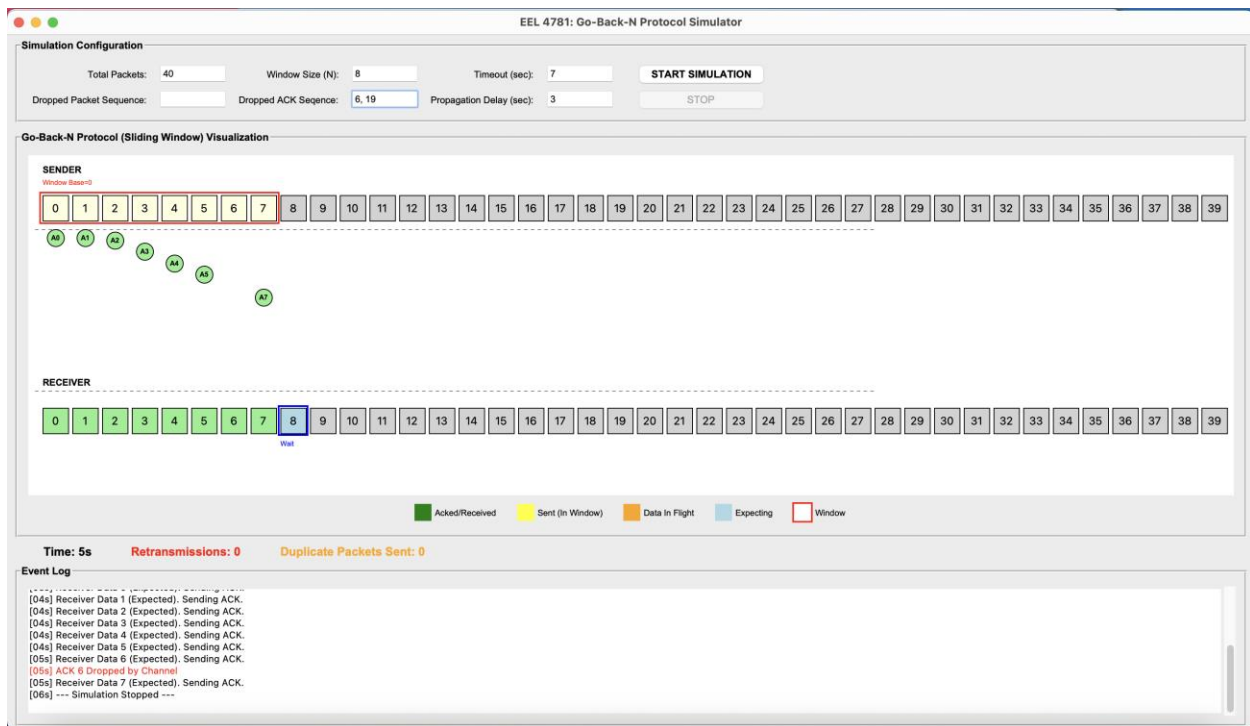 EEL 4781: Go-Back-N Protocol Simulator
Simulation Configuration
Total Packets: 40 Window Size (N): 8 Timeout (sec): 7 START SIMULATION
Dropped Packet Sequence: Dropped ACK Seqence: 6, 19 Propagation Delay (sec): 3 STOP
Go-Back-N Protocol (Sliding Window) Visualization
SENDER
Window Base=0
0 1 2 3 4 5 6 7 8 9 10 11 12 13 14 15 16 17 18 19 20 21 22 23 24 25 26 27 28 29 30 31 32 33 34 35 36 37 38 39
A0 A1 A2 A3 A4 A5 A7
RECEIVER
0 1 2 3 4 5 6 7 8 9 10 11 12 13 14 15 16 17 18 19 20 21 22 23 24 25 26 27 28 29 30 31 32 33 34 35 36 37 38 39
Wait
Acked/Received Sent (In Window) Data In Flight Expecting Window
Time: 5s Retransmissions: 0 Duplicate Packets Sent: 0
Event Log
[04s] Receiver Data 1 (Expected). Sending ACK.
[04s] Receiver Data 2 (Expected). Sending ACK.
[04s] Receiver Data 3 (Expected). Sending ACK.
[04s] Receiver Data 4 (Expected). Sending ACK.
[04s] Receiver Data 5 (Expected). Sending ACK.
[05s] Receiver Data 6 (Expected). Sending ACK.
[05s] ACK 6 Dropped by Channel
[05s] Receiver Data 7 (Expected). Sending ACK.
[06s] --- Simulation Stopped ---